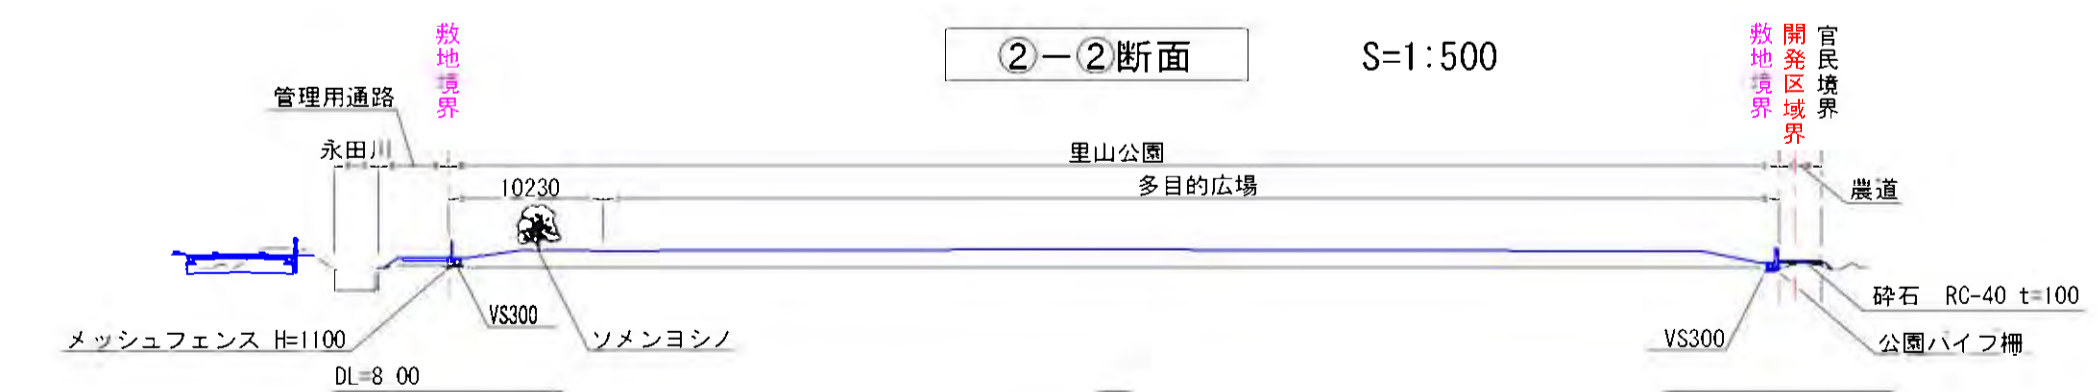 ②－②断面
S=1:500
敷地境界
敷地境界
開発区域界
官民境界
管理用通路
永田川
里山公園
10230
多目的広場
農道
VS300
砕石 RC-40 t=100
メッシュフェンス H=1100
ソメンヨシノ
VS300
公園パイフ柵
DL=8 00